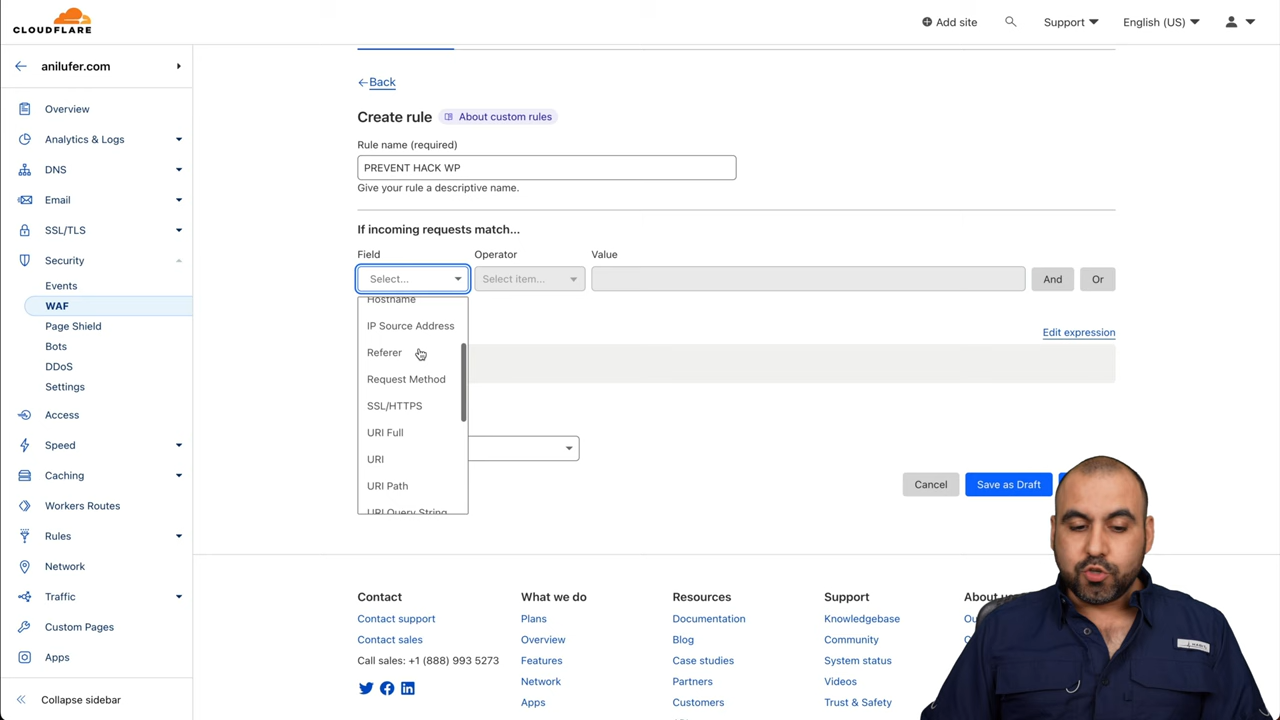 CLOUDFLARE
Add site
Support
English (US)
anilufer.com
Overview
Analytics & Logs
DNS
Email
SSL/TLS
Security
Events
WAF
Page Shield
Bots
DDoS
Settings
Access
Speed
Caching
Workers Routes
Rules
Network
Traffic
Custom Pages
Apps
Collapse sidebar
←Back
Create rule
About custom rules
Rule name (required)
PREVENT HACK WP
Give your rule a descriptive name.
If incoming requests match...
Field
Operator
Value
Select...
Select item...
And
Or
Hostname
IP Source Address
Referer
Request Method
SSL/HTTPS
URI Full
URI
URI Path
URI Query String
Edit expression
Cancel
Save as Draft
Contact
Contact support
Contact sales
Call sales: +1 (888) 993 5273
What we do
Plans
Overview
Features
Network
Apps
Resources
Documentation
Blog
Case studies
Partners
Customers
Support
Knowledgebase
Community
System status
Videos
Trust & Safety
About